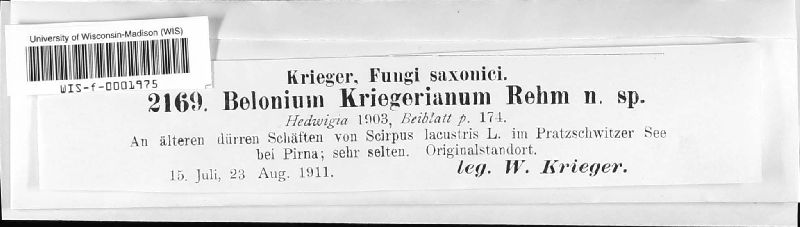 University of Wisconsin-Madison (WIS)
WIS-f-0001975
Krieger, Fungi saxonici.
2169. Belonium Kriegerianum Rehm n. sp.
Hedwigia 1903, Beiblatt p. 174.
An älteren dürren Schäften von Scirpus lacustris L. im Pratzschwitzer See
bei Pirna; sehr selten. Originalstandort.
15. Juli, 23 Aug. 1911. leg. W. Krieger.